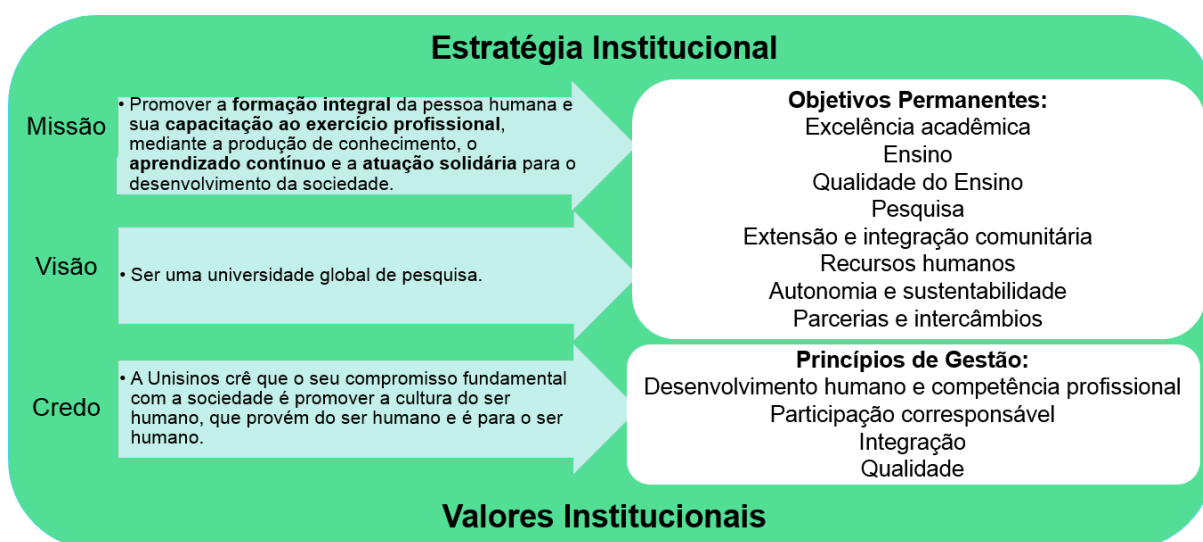 Estratégia Institucional
Missão
• Promover a formação integral da pessoa humana e
sua capacitação ao exercício profissional,
mediante a produção de conhecimento, o
aprendizado contínuo e a atuação solidária para o
desenvolvimento da sociedade.
Objetivos Permanentes:
Excelência acadêmica
Ensino
Qualidade do Ensino
Pesquisa
Extensão e integração comunitária
Recursos humanos
Autonomia e sustentabilidade
Parcerias e intercâmbios
Visão
• Ser uma universidade global de pesquisa.
Credo
• A Unisinos crê que o seu compromisso fundamental
com a sociedade é promover a cultura do ser
humano, que provém do ser humano e é para o ser
humano.
Princípios de Gestão:
Desenvolvimento humano e competência profissional
Participação corresponsável
Integração
Qualidade
Valores Institucionais